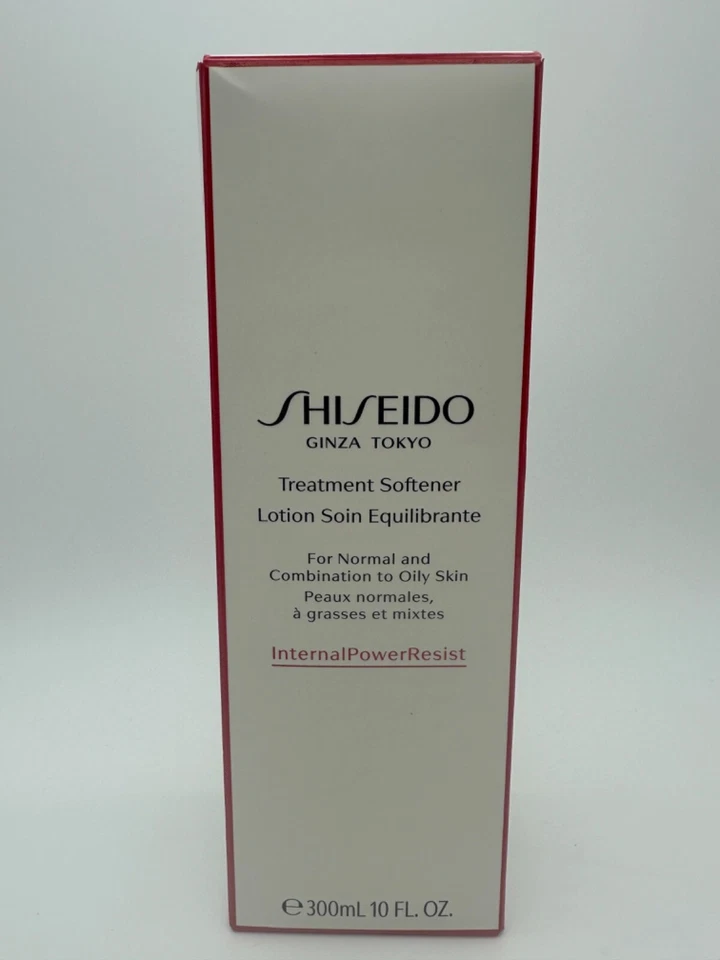 SHISEIDO
GINZA TOKYO
Treatment Softener
Lotion Soin Equilibrante
For Normal and
Combination to Oily Skin
Peaux normales,
à grasses et mixtes
InternalPowerResist
℮300mL 10 FL. OZ.